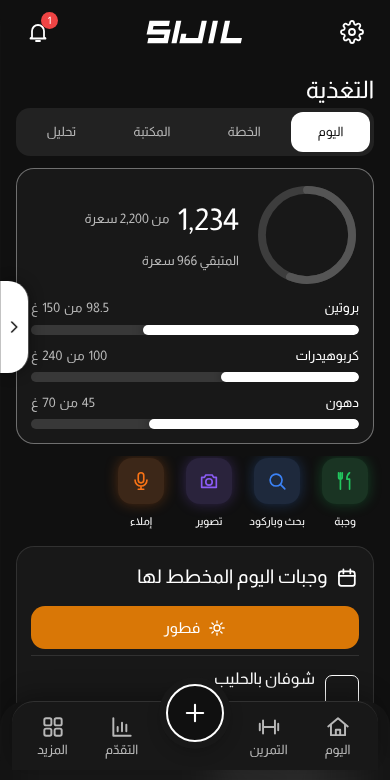 1
SIJIL
التغذية
اليوم
الخطة
المكتبة
تحليل
1,234 من 2,200 سعرة
المتبقي 966 سعرة
بروتين
98.5 من 150 غ
كربوهيدرات
100 من 240 غ
دهون
45 من 70 غ
وجبة
بحث وباركود
تصوير
إملاء
وجبات اليوم المخطط لها
فطور
شوفان بالحليب
اليوم
التمرين
التقدّم
المزيد